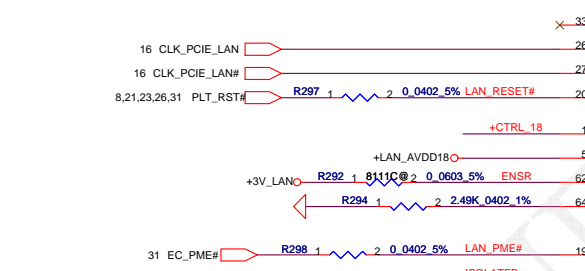 33
16 CLK_PCIE_LAN 26
16 CLK_PCIE_LAN# 27
8,21,23,26,31 PLT_RST# R297 1 2 0_0402_5% LAN_RESET# 20
+CTRL_18 1
+LAN_AVDD18 5
+3V_LAN R292 1 8111C@ 2 0_0603_5% ENSR 62
R294 1 2 2.49K_0402_1% 64
31 EC_PME# R298 1 2 0_0402_5% LAN_PME# 19